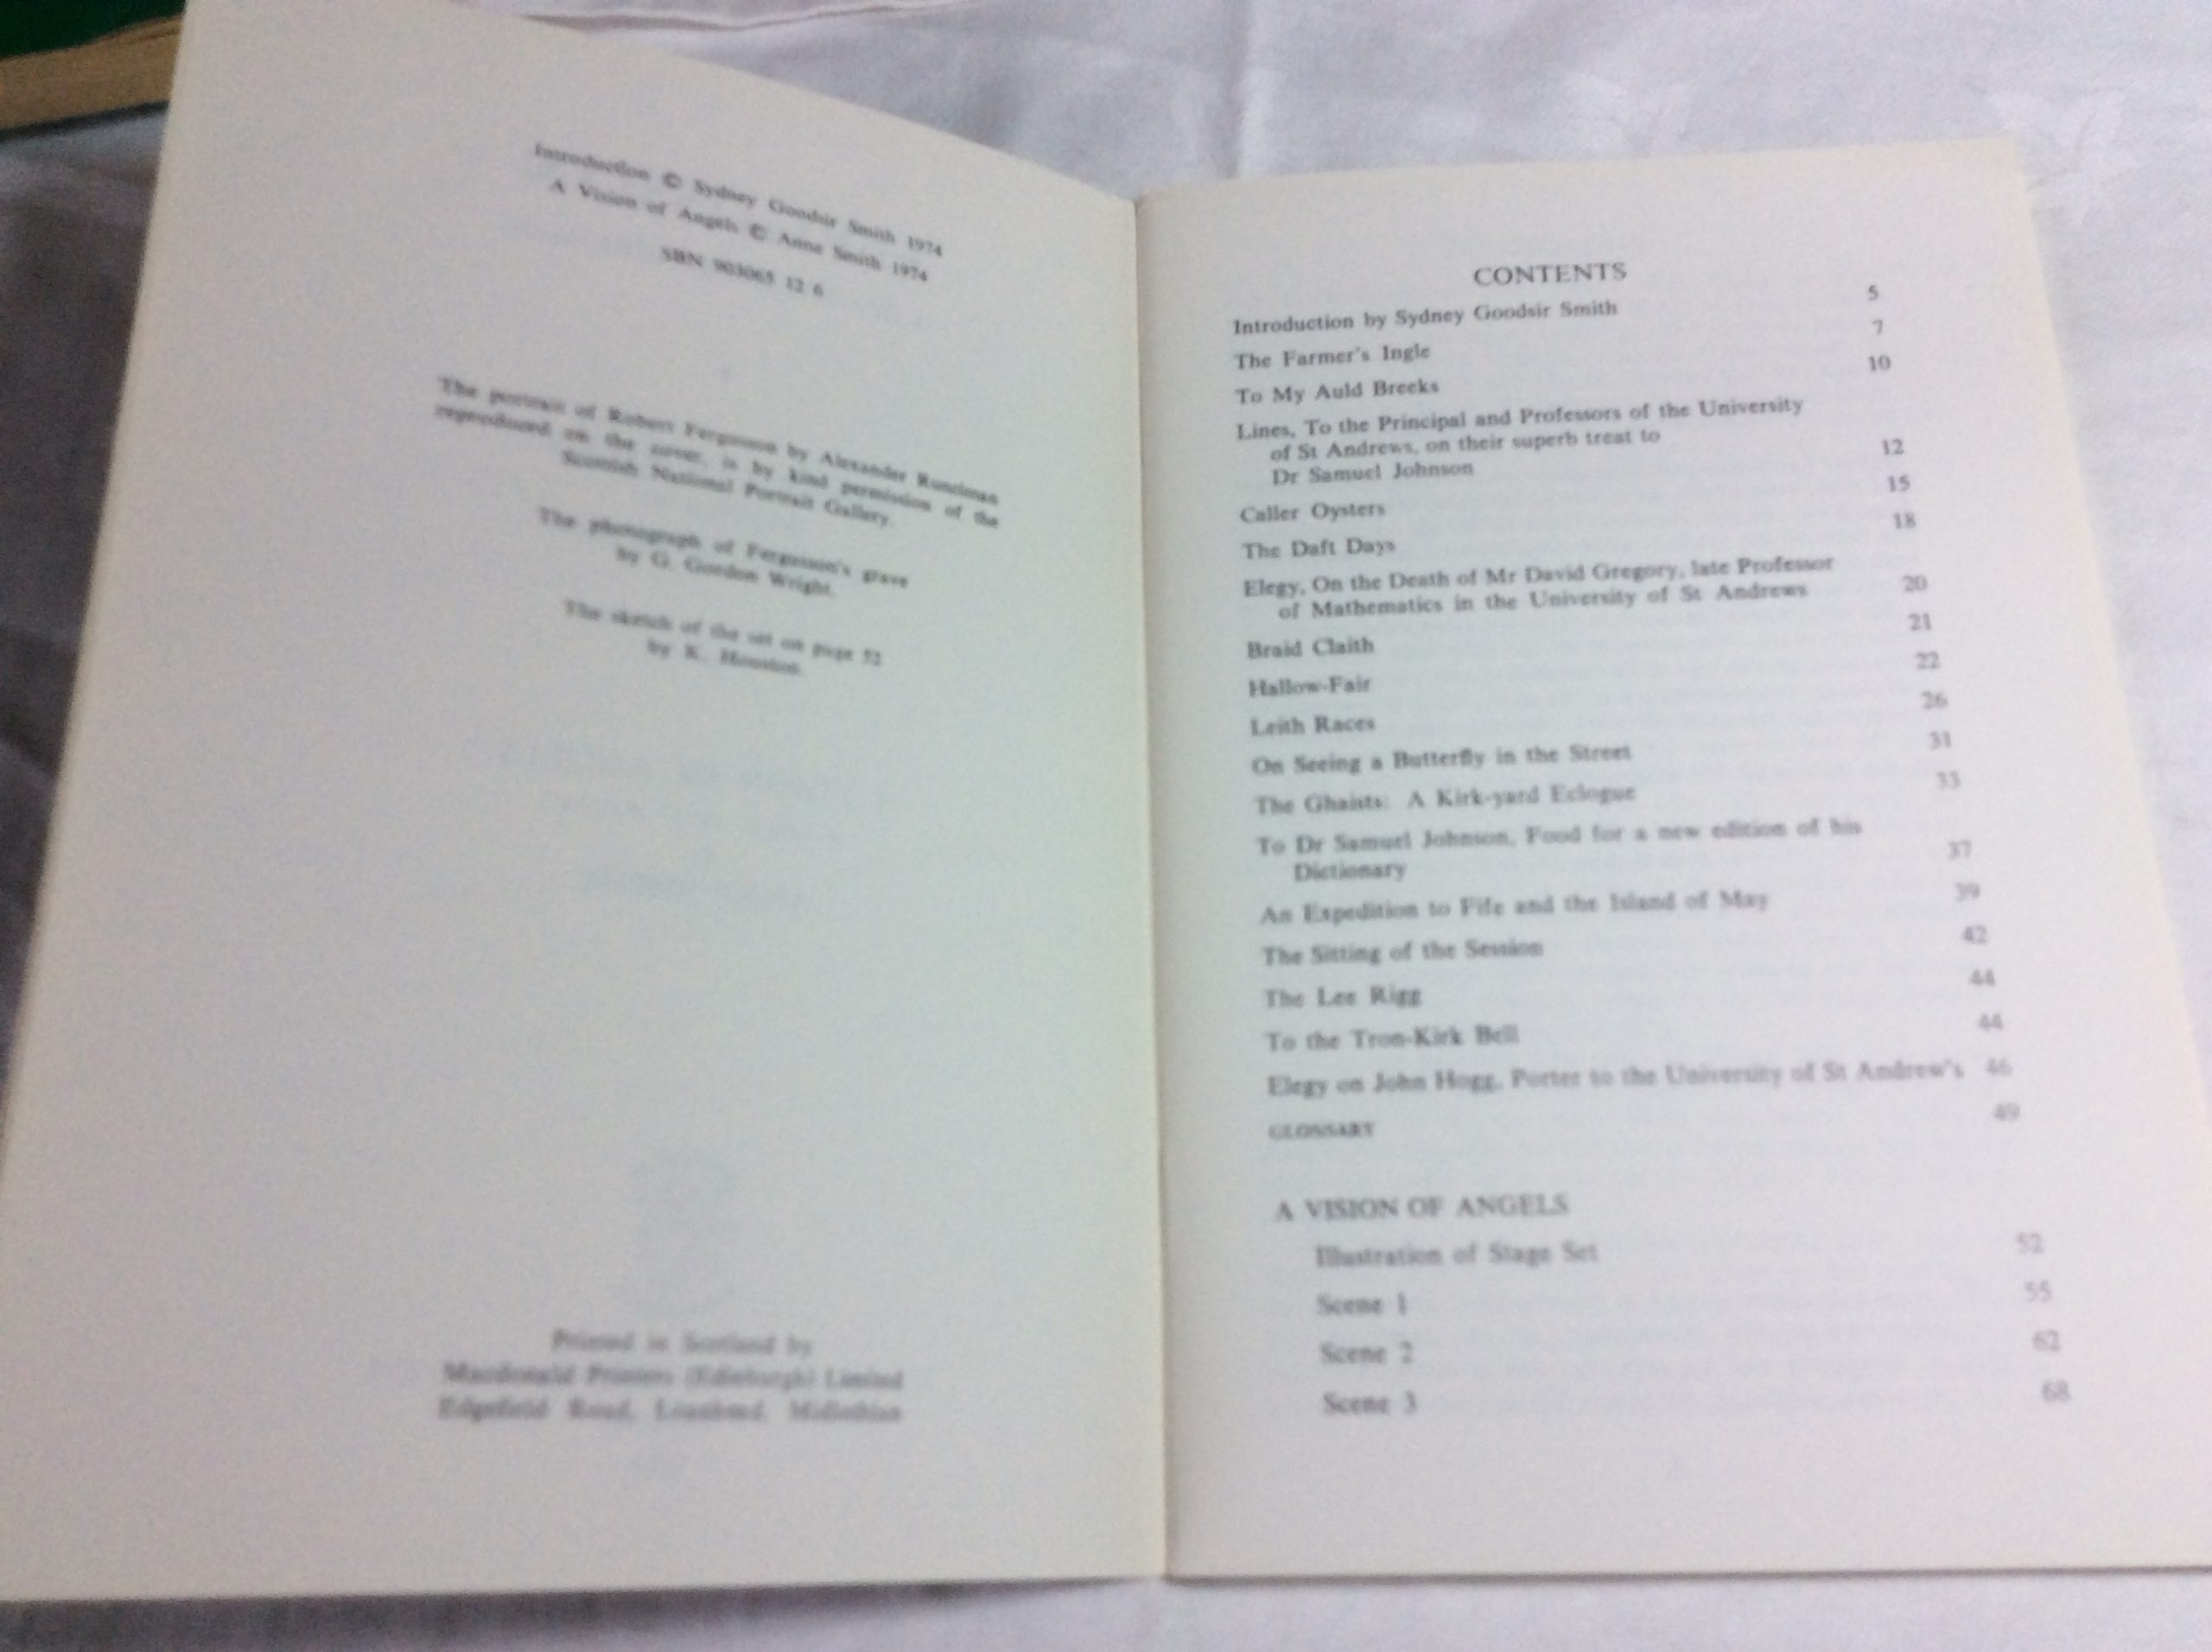 Introduction © Sydney Goodsir Smith 1974
A Vision of Angels © Anne Smith 1974
SBN 903065 12 6
The portrait of Robert Fergusson by Alexander Runciman
reproduced on the cover, is by kind permission of the
Scottish National Portrait Gallery.
The phonograph of Fergusson's grave
by G. Gordon Wright.
The sketch of the set on page 52
by K. Houston.
Printed in Scotland by
Macdonald Printers (Edinburgh) Limited
Edgefield Road, Loanhead, Midlothian
CONTENTS
Introduction by Sydney Goodsir Smith 5
The Farmer's Ingle 7
To My Auld Breeks 10
Lines, To the Principal and Professors of the University
of St Andrews, on their superb treat to
Dr Samuel Johnson 12
Caller Oysters 15
The Daft Days 18
Elegy, On the Death of Mr David Gregory, late Professor
of Mathematics in the University of St Andrews 20
Braid Claith 21
Hallow-Fair 22
Leith Races 26
On Seeing a Butterfly in the Street 31
The Ghaists: A Kirk-yard Eclogue 33
To Dr Samuel Johnson, Food for a new edition of his
Dictionary 37
An Expedition to Fife and the Island of May 39
The Sitting of the Session 42
The Lee Rigg 44
To the Tron-Kirk Bell 44
Elegy on John Hogg, Porter to the University of St Andrew's 46
GLOSSARY 49
A VISION OF ANGELS
Illustration of Stage Set 52
Scene 1 55
Scene 2 62
Scene 3 68